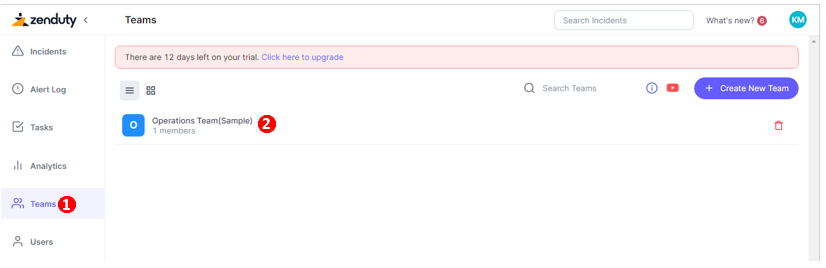 zenduty
Teams
Search Incidents
What's new? 6
KM
Incidents
There are 12 days left on your trial. Click here to upgrade
Alert Log
Search Teams
+ Create New Team
Tasks
O
Operations Team(Sample)
1 members
2
Analytics
Teams 1
Users